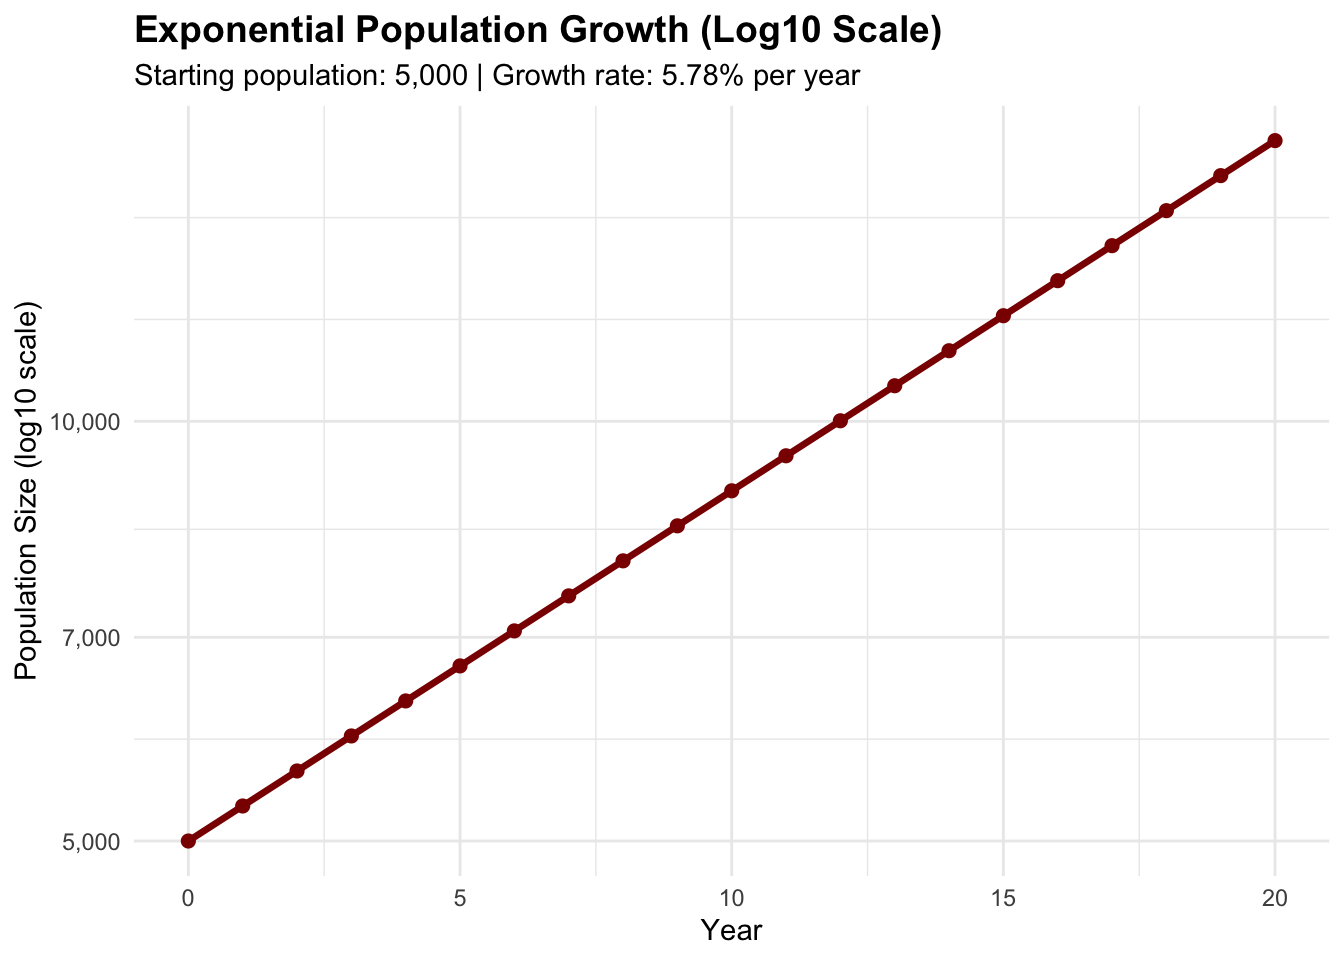 Exponential Population Growth (Log10 Scale)
Starting population: 5,000 | Growth rate: 5.78% per year
Population Size (log10 scale)
10,000
7,000
5,000
0 5 10 15 20
Year